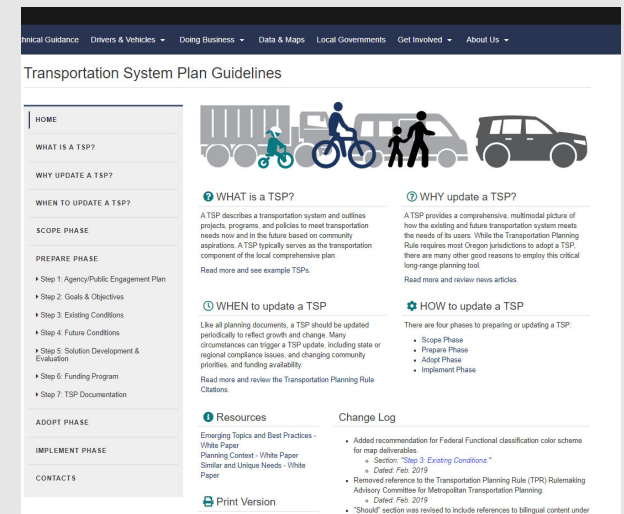 Guidance Drivers & Vehicles Doing Business Data & Maps Local Governments Get Involved About Us
Transportation System Plan Guidelines
HOME
WHAT IS A TSP?
WHY UPDATE A TSP?
WHEN TO UPDATE A TSP?
SCOPE PHASE
PREPARE PHASE
Step 1: Agency/Public Engagement Plan
Step 2: Goals & Objectives
Step 3: Existing Conditions
Step 4: Future Conditions
Step 5: Solution Development &
Evaluation
Step 6: Funding Program
Step 7: TSP Documentation
ADOPT PHASE
IMPLEMENT PHASE
CONTACTS
WHAT is a TSP?
A TSP describes a transportation system and outlines
projects, programs, and policies to meet transportation
needs now and in the future based on community
aspirations. A TSP typically serves as the transportation
component of the local comprehensive plan.
Read more and see example TSPs.
WHY update a TSP?
A TSP provides a comprehensive, multimodal picture of
how the existing and future transportation system meets
the needs of its users. While the Transportation Planning
Rule requires most Oregon jurisdictions to adopt a TSP,
there are many other good reasons to employ this critical
long-range planning tool.
Read more and review news articles.
WHEN to update a TSP
Like all planning documents, a TSP should be updated
periodically to reflect growth and change. Many
circumstances can trigger a TSP update, including state or
regional compliance issues, and changing community
priorities, and funding availability.
Read more and review the Transportation Planning Rule
Citations.
HOW to update a TSP
There are four phases to preparing or updating a TSP:
Scope Phase
Prepare Phase
Adopt Phase
Implement Phase
Resources
Emerging Topics and Best Practices -
White Paper
Planning Context - White Paper
Similar and Unique Needs - White
Paper
Print Version
Change Log
Added recommendation for Federal Functional classification color scheme
for map deliverables.
Section: "Step 3: Existing Conditions."
Dated: Feb. 2019
Removed reference to the Transportation Planning Rule (TPR) Rulemaking
Advisory Committee for Metropolitan Transportation Planning.
Dated: Feb. 2019
"Should" section was revised to include references to bilingual content under